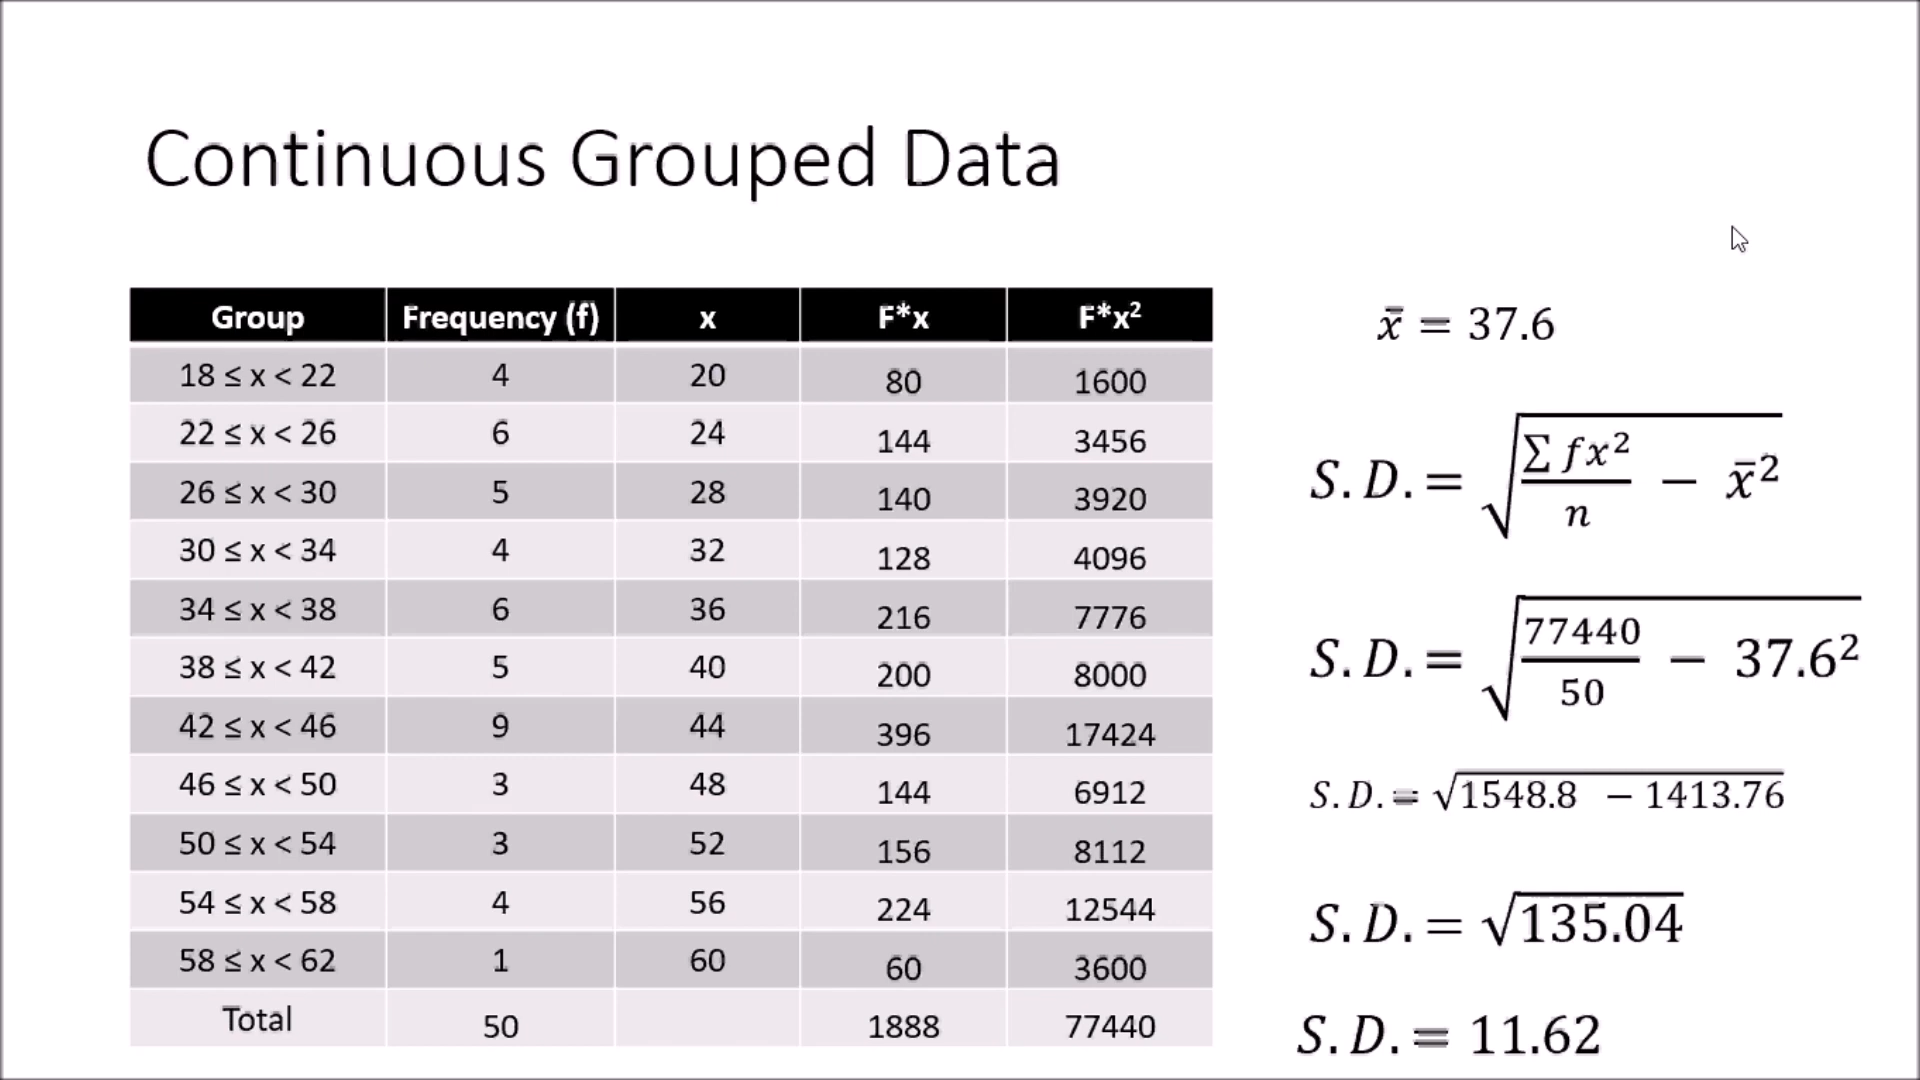 Continuous Grouped Data
Group Frequency (f) x F*x F*x²
18 ≤ x < 22 4 20 80 1600
22 ≤ x < 26 6 24 144 3456
26 ≤ x < 30 5 28 140 3920
30 ≤ x < 34 4 32 128 4096
34 ≤ x < 38 6 36 216 7776
38 ≤ x < 42 5 40 200 8000
42 ≤ x < 46 9 44 396 17424
46 ≤ x < 50 3 48 144 6912
50 ≤ x < 54 3 52 156 8112
54 ≤ x < 58 4 56 224 12544
58 ≤ x < 62 1 60 60 3600
Total 50 1888 77440
x̄ = 37.6
S.D. = √(∑fx²/n − x̄²)
S.D. = √(77440/50 − 37.6²)
S.D. = √(1548.8 − 1413.76)
S.D. = √135.04
S.D. = 11.62